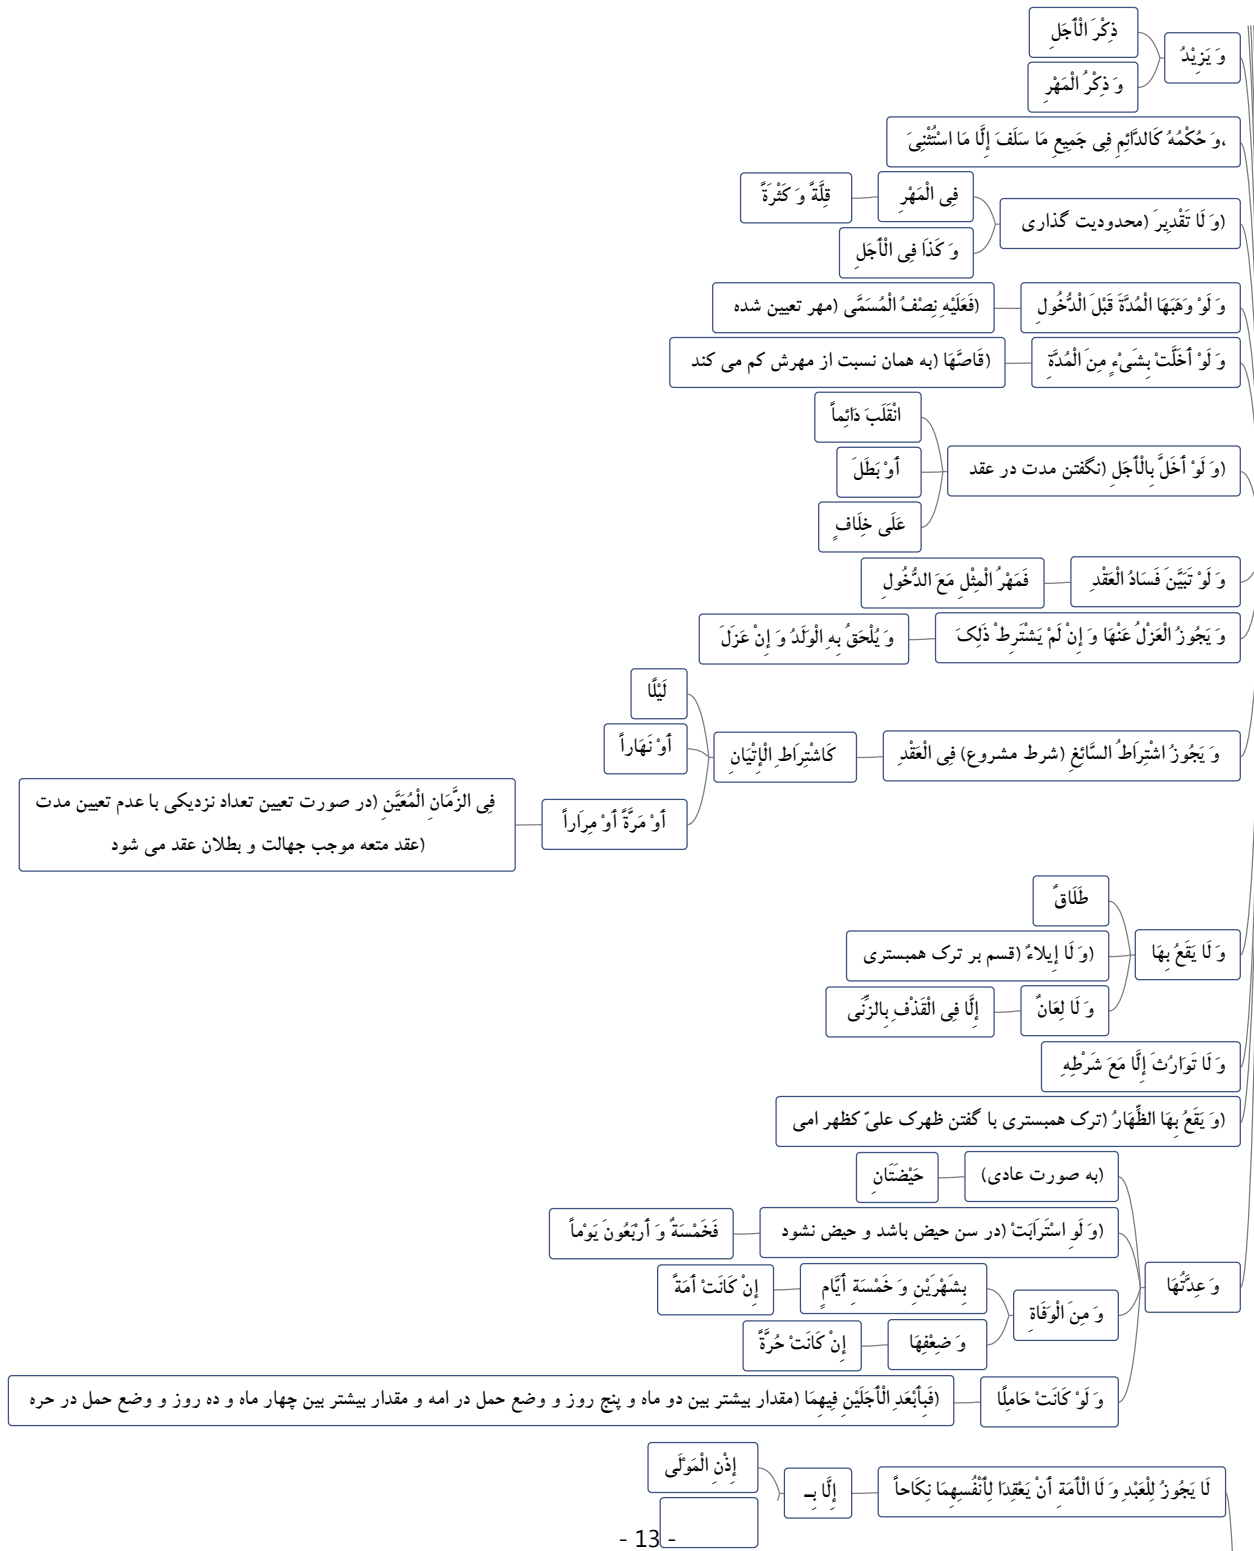 وَ يَزِيْدُ
ذِكْرَ الْأَجَلِ
وَ ذِكْرُ الْمَهْرِ
،وَ حُكْمُهُ كَالدَّائِمِ فِى جَمِيعِ مَا سَلَفَ إِلَّا مَا اسْتُثْنِىَ
(وَ لَا تَقْدِيرَ (محدودیت گذاری
فِى الْمَهْرِ
قِلَّةً وَ كَثْرَةً
وَ كَذَا فِى الْأَجَلِ
وَ لَوْ وَهَبَهَا الْمُدَّةَ قَبْلَ الْدُّخُولِ
(فَعَلَيْهِ نِصْفُ الْمُسَمَّى (مهر تعیین شده
وَ لَوْ أَخَلَّتْ بِشَىْءٍ مِنَ الْمُدَّةِ
(قَاصَّهَا (به همان نسبت از مهرش کم می کند
(وَ لَوْ أَخَلَّ بِالْأَجَلِ (نگفتن مدت در عقد
انْقَلَبَ دَائِماً
أَوْ بَطَلَ
عَلَى خِلَافٍ
وَ لَوْ تَبَيَّنَ فَسَادُ الْعَقْدِ
فَمَهْرُ الْمِثْلِ مَعَ الدُّخُولِ
وَ يَجُوزُ الْعَزْلُ عَنْهَا وَ إِنْ لَمْ يَشْتَرِطْ ذَلِکَ
وَ يُلْحَقُ بِهِ الْوَلَدُ وَ إِنْ عَزَلَ
وَ يَجُوزُ اشْتِرَاطُ السَّائِغِ (شرط مشروع) فِى الْعَقْدِ
كَاشْتِرَاطِ الْإِتْيَانِ
لَيْلًا
أَوْ نَهَاراً
أَوْ مَرَّةً أَوْ مِرَاراً
فِى الزَّمَانِ الْمُعَيَّنِ (در صورت تعیین تعداد نزدیکی با عدم تعیین مدت
(عقد متعه موجب جهالت و بطلان عقد می شود
وَ لَا يَقَعُ بِهَا
طَلَاقٌ
(وَ لَا إِيلاءٌ (قسم بر ترک همبستری
وَ لَا لِعَانٌ
إِلَّا فِى الْقَذْفِ بِالزِّنَى
وَ لَا تَوَارُثَ إِلَّا مَعَ شَرْطِهِ
(وَ يَقَعُ بِهَا الظِّهَارُ (ترک همبستری با گفتن ظهرک علیّ کظهر امی
وَ عِدَّتُهَا
(به صورت عادی)
حَيْضَتَانِ
(وَ لَوِ اسْتَرَابَتْ (در سن حیض باشد و حیض نشود
فَخَمْسَةٌ وَ أَرْبَعُونَ يَوْماً
وَ مِنَ الْوَفَاةِ
بِشَهْرَيْنِ وَ خَمْسَةِ أَيَّامٍ
إِنْ كَانَتْ أَمَةً
وَ ضِعْفِهَا
إِنْ كَانَتْ حُرَّةً
وَ لَوْ كَانَتْ حَامِلًا
(فَبِأَبْعَدِ الْأَجَلَيْنِ فِيهِمَا (مقدار بیشتر بین دو ماه و پنج روز و وضع حمل در امه و مقدار بیشتر بین چهار ماه و ده روز و وضع حمل در حره
لَا يَجُوزُ لِلْعَبْدِ وَ لَا الْأَمَةِ أَنْ يَعْقِدَا لِأَنْفُسِهِمَا نِكَاحاً
إِلَّا بِـ
إِذْنِ الْمَوْلَى
- 13 -